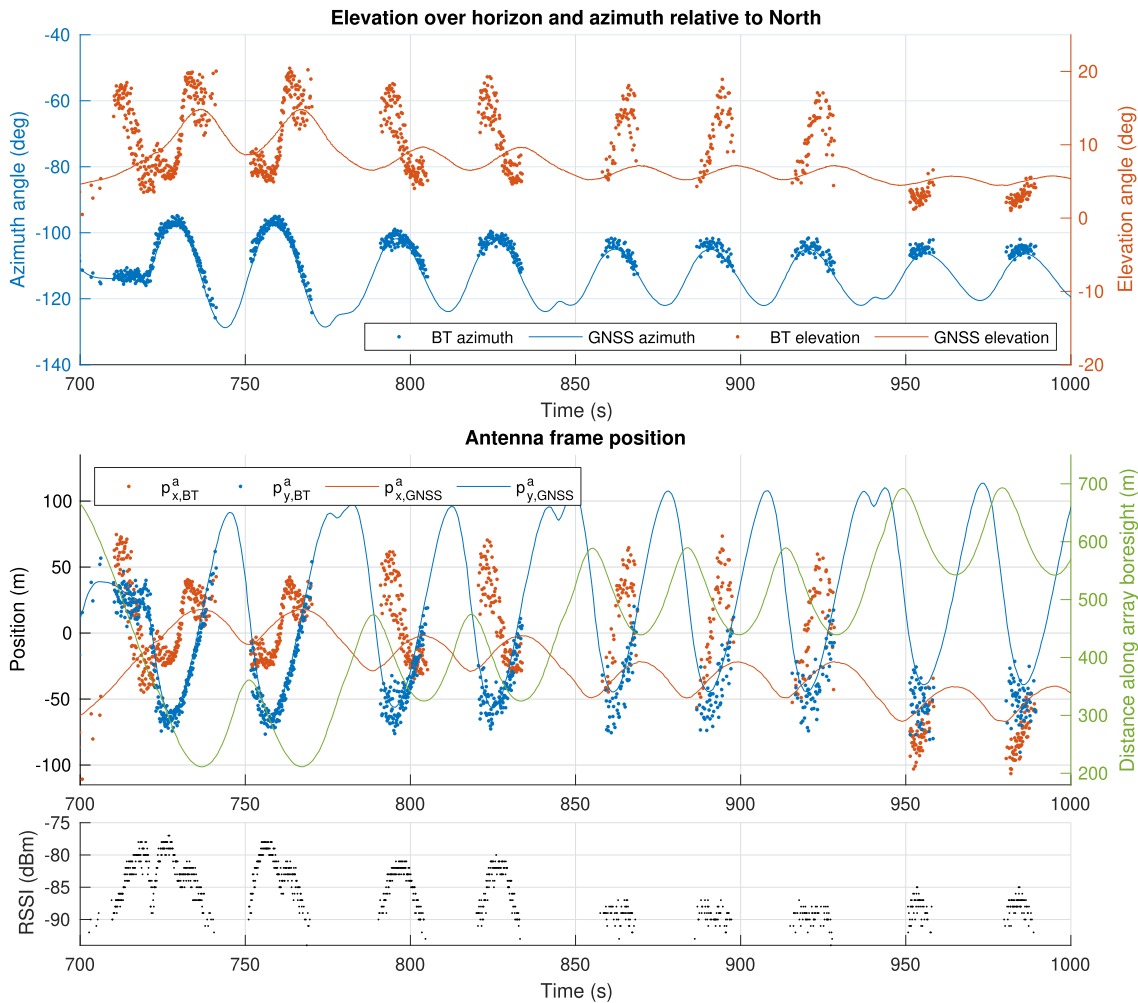 Elevation over horizon and azimuth relative to North
-40
-60
-80
-100
-120
-140
Azimuth angle (deg)
20
10
0
-10
-20
Elevation angle (deg)
BT azimuth GNSS azimuth BT elevation GNSS elevation
700 750 800 850 900 950 1000
Time (s)
Antenna frame position
p^a_{x,BT} p^a_{y,BT} p^a_{x,GNSS} p^a_{y,GNSS}
100
50
0
-50
-100
Position (m)
700
600
500
400
300
200
Distance along array boresight (m)
700 750 800 850 900 950 1000
-75
-80
-85
-90
RSSI (dBm)
700 750 800 850 900 950 1000
Time (s)